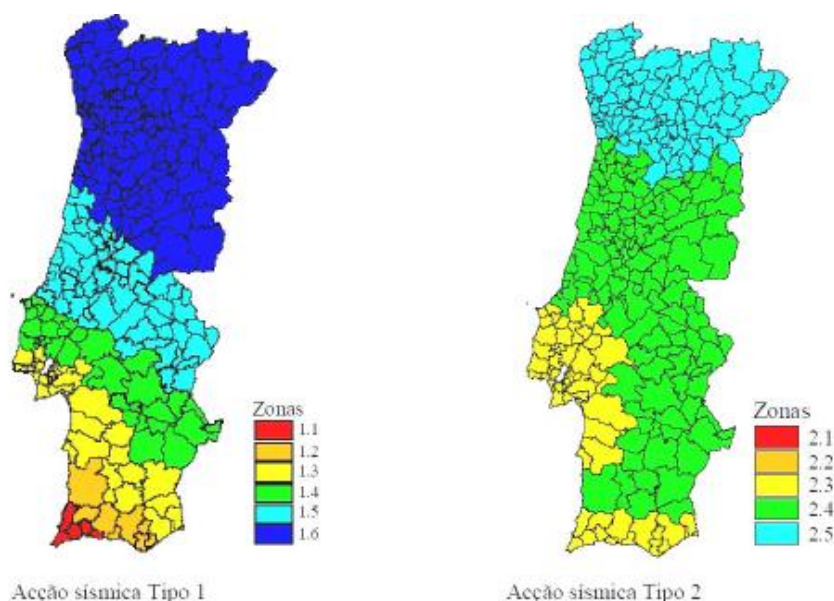 Zonas
1.1
1.2
1.3
1.4
1.5
1.6
Acção sísmica Tipo 1
Zonas
2.1
2.2
2.3
2.4
2.5
Acção sísmica Tipo 2